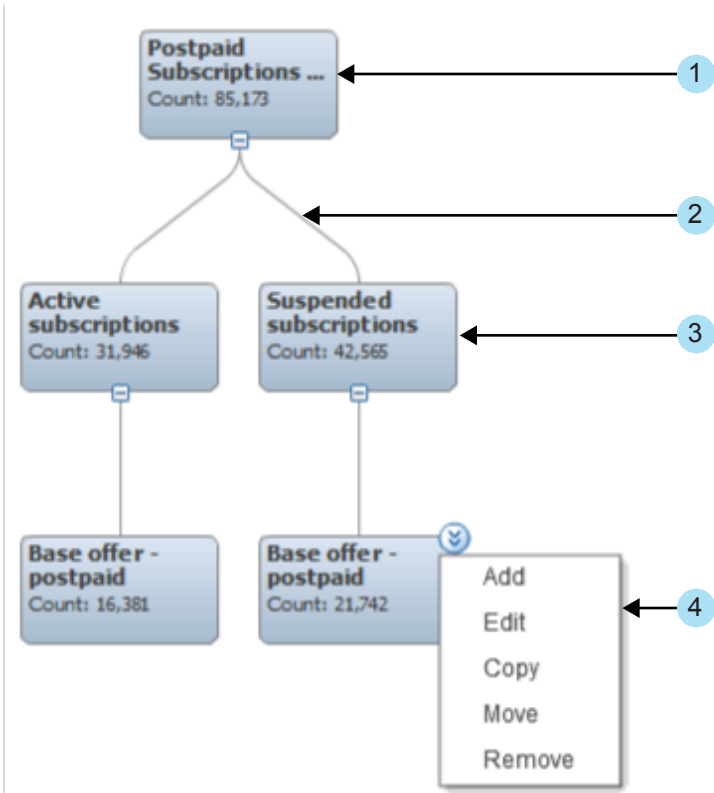 Postpaid
Subscriptions ...
Count: 85,173
1
2
Active
subscriptions
Count: 31,946
Suspended
subscriptions
Count: 42,565
3
Base offer -
postpaid
Count: 16,381
Base offer -
postpaid
Count: 21,742
Add
Edit
Copy
Move
Remove
4